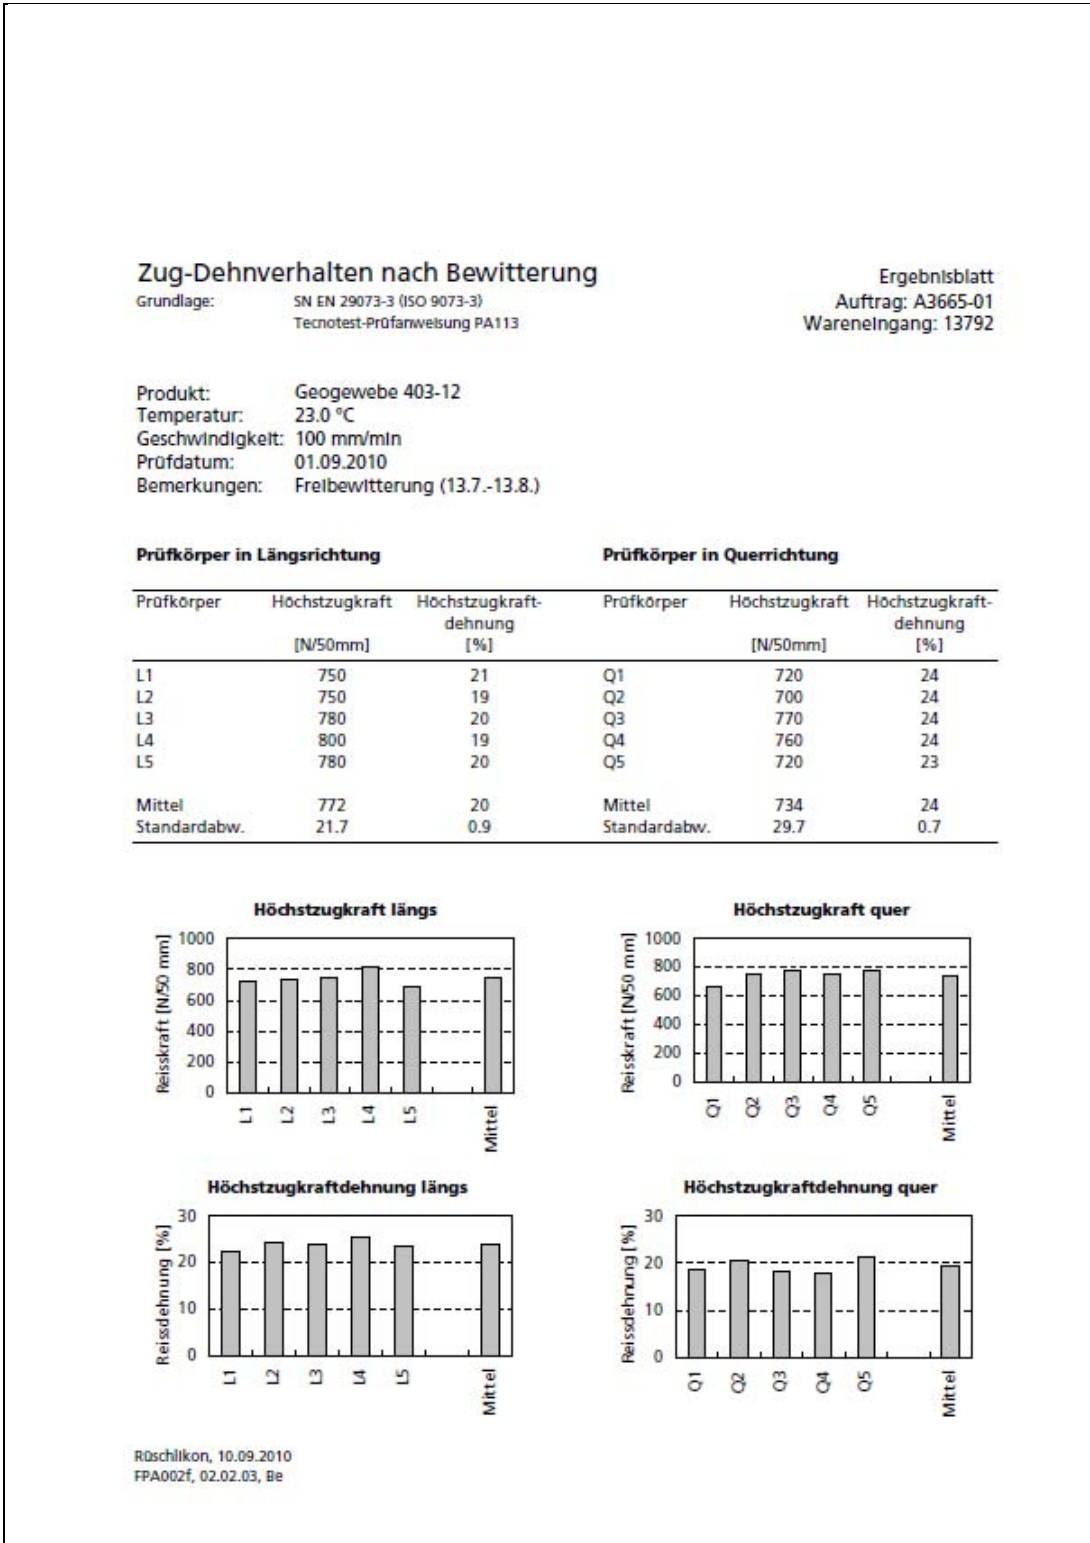 Zug-Dehnverhalten nach Bewitterung
Ergebnisblatt
Grundlage: SN EN 29073-3 (ISO 9073-3)
Auftrag: A3665-01
Tecnotest-Prüfanweisung PA113
Wareneingang: 13792
Produkt: Geogewebe 403-12
Temperatur: 23.0 °C
Geschwindigkeit: 100 mm/min
Prüfdatum: 01.09.2010
Bemerkungen: Freibewitterung (13.7.-13.8.)
Prüfkörper in Längsrichtung Prüfkörper in Querrichtung
Prüfkörper Höchstzugkraft Höchstzugkraft- Prüfkörper Höchstzugkraft Höchstzugkraft-
dehnung dehnung
[N/50mm] [%] [N/50mm] [%]
L1 750 21 Q1 720 24
L2 750 19 Q2 700 24
L3 780 20 Q3 770 24
L4 800 19 Q4 760 24
L5 780 20 Q5 720 23
Mittel 772 20 Mittel 734 24
Standardabw. 21.7 0.9 Standardabw. 29.7 0.7
Höchstzugkraft längs
Reisskraft [N/50 mm]
1000
800
600
400
200
0
L1 L2 L3 L4 L5 Mittel
Höchstzugkraft quer
Reisskraft [N/50 mm]
1000
800
600
400
200
0
Q1 Q2 Q3 Q4 Q5 Mittel
Höchstzugkraftdehnung längs
Reissdehnung [%]
30
20
10
0
L1 L2 L3 L4 L5 Mittel
Höchstzugkraftdehnung quer
Reissdehnung [%]
30
20
10
0
Q1 Q2 Q3 Q4 Q5 Mittel
Rüschlikon, 10.09.2010
FPA002f, 02.02.03, Be